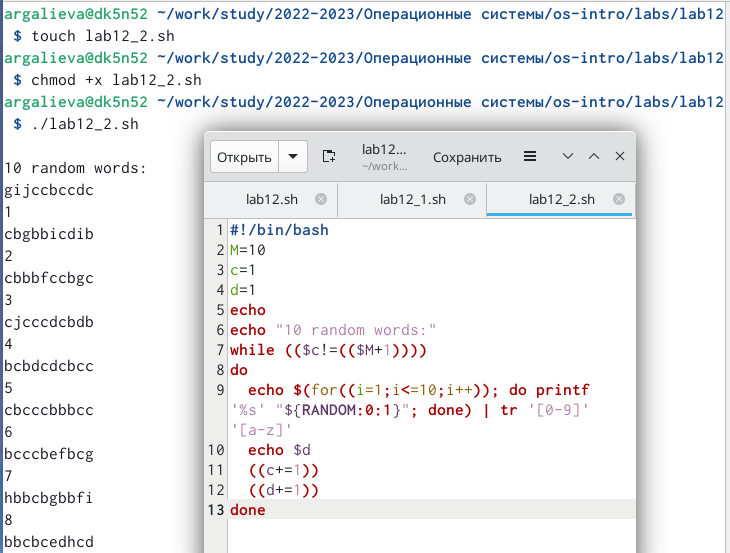 argalieva@dk5n52 ~/work/study/2022-2023/Операционные системы/os-intro/labs/lab12
$ touch lab12_2.sh
argalieva@dk5n52 ~/work/study/2022-2023/Операционные системы/os-intro/labs/lab12
$ chmod +x lab12_2.sh
argalieva@dk5n52 ~/work/study/2022-2023/Операционные системы/os-intro/labs/lab12
$ ./lab12_2.sh
10 random words:
gijccbccdc
1
cbgbbicdib
2
cbbbfccbgc
3
cjcccdcbdb
4
bcbdcdcbcc
5
cbcccbbbcc
6
bcccbefbcg
7
hbbcbgbbfi
8
bbcbcedhcd
Открыть
lab12...
~/work...
Сохранить
lab12.sh
lab12_1.sh
lab12_2.sh
1 #!/bin/bash
2 M=10
3 c=1
4 d=1
5 echo
6 echo "10 random words:"
7 while (($c!=(($M+1))))
8 do
9   echo $(for((i=1;i<=10;i++)); do printf
'%s' "${RANDOM:0:1}"; done) | tr '[0-9]'
'[a-z]'
10   echo $d
11   ((c+=1))
12   ((d+=1))
13 done